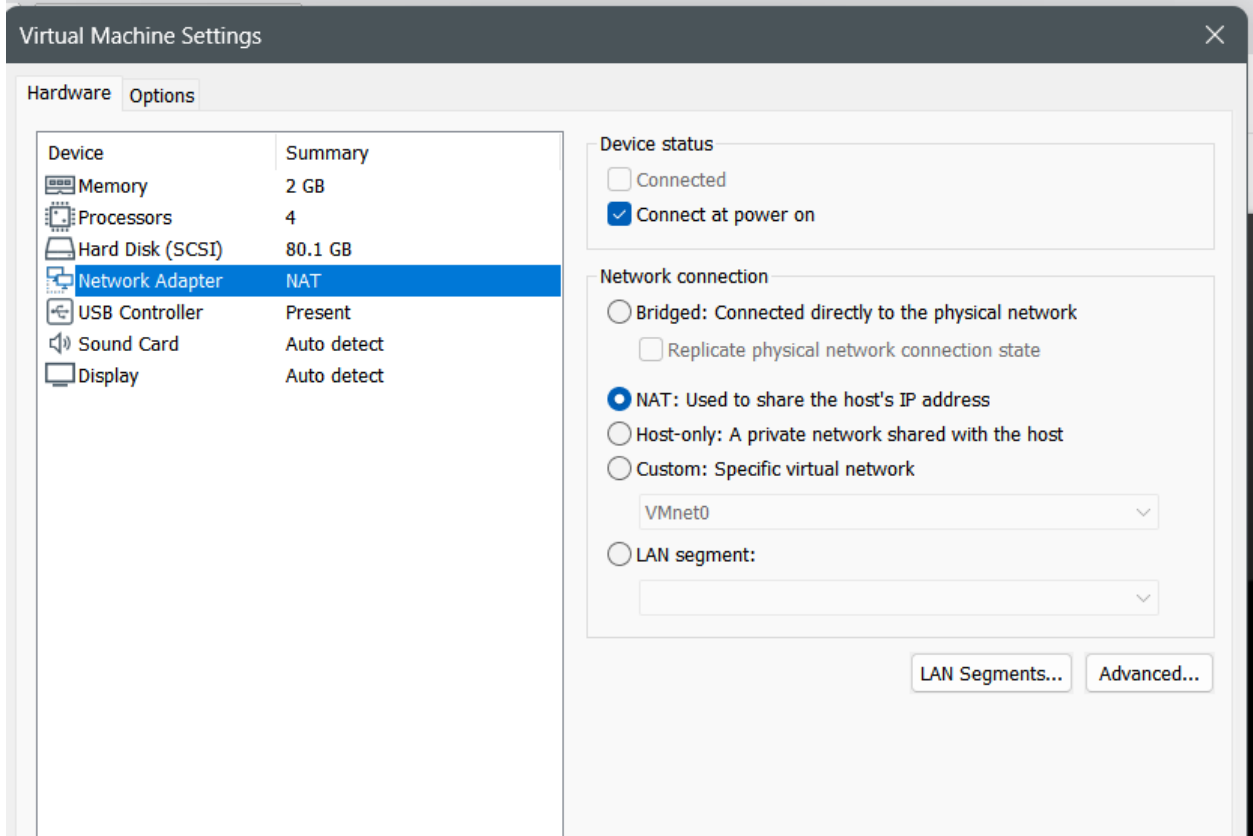 Virtual Machine Settings
Hardware
Options
Device Summary
Memory 2 GB
Processors 4
Hard Disk (SCSI) 80.1 GB
Network Adapter NAT
USB Controller Present
Sound Card Auto detect
Display Auto detect
Device status
Connected
Connect at power on
Network connection
Bridged: Connected directly to the physical network
Replicate physical network connection state
NAT: Used to share the host's IP address
Host-only: A private network shared with the host
Custom: Specific virtual network
VMnet0
LAN segment:
LAN Segments...
Advanced...